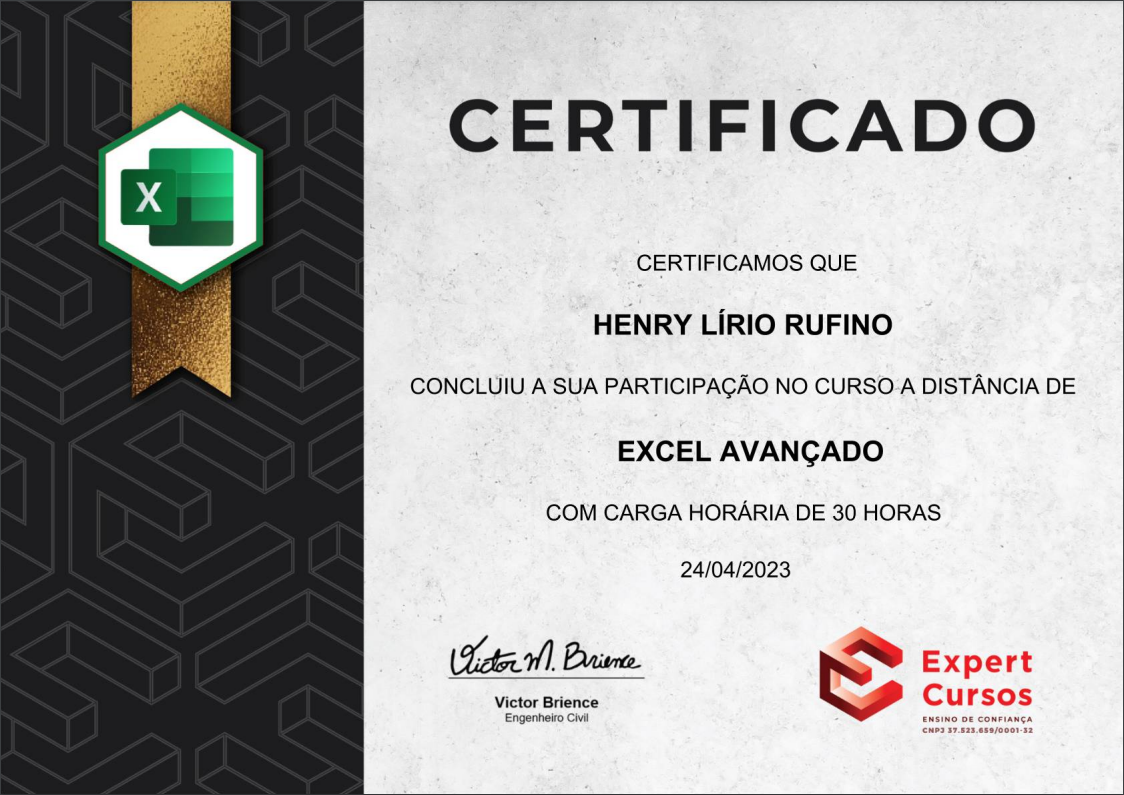 X
CERTIFICADO
CERTIFICAMOS QUE
HENRY LÍRIO RUFINO
CONCLUIU A SUA PARTICIPAÇÃO NO CURSO A DISTÂNCIA DE
EXCEL AVANÇADO
COM CARGA HORÁRIA DE 30 HORAS
24/04/2023
Victor M. Brience
Victor Brience
Engenheiro Civil
Expert
Cursos
ENSINO DE CONFIANÇA
CNPJ 37.523.659/0001-32